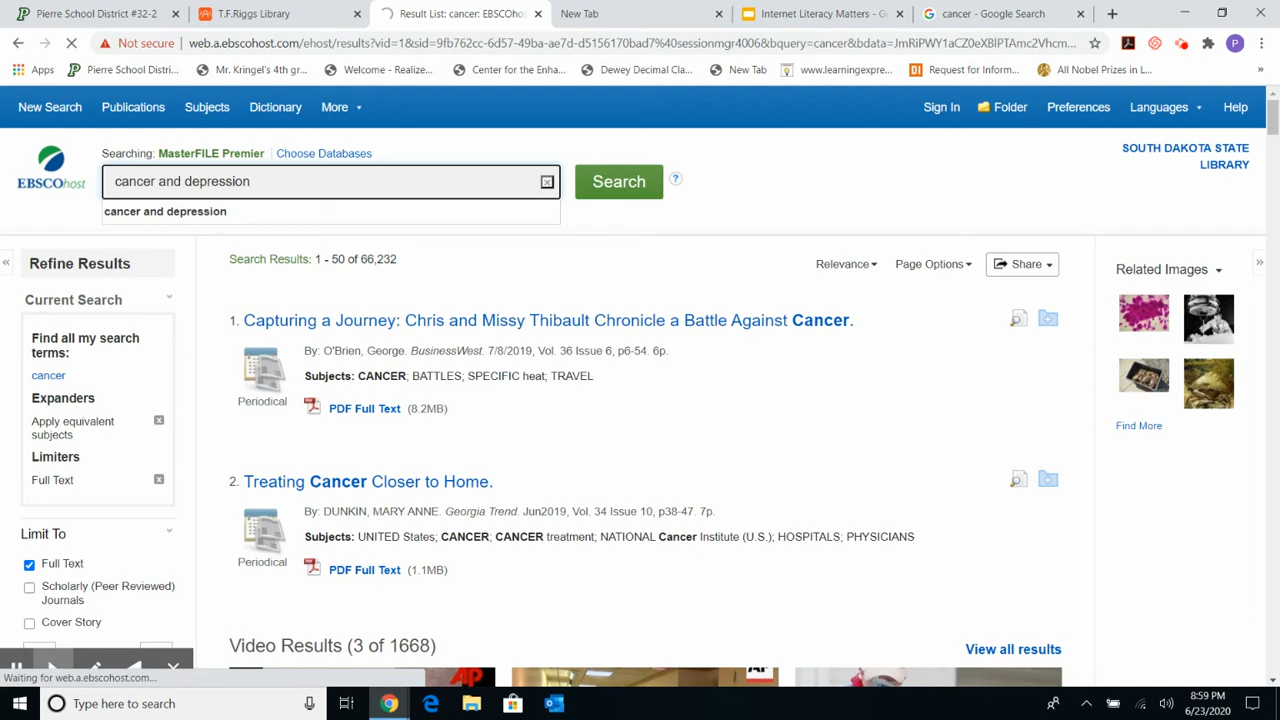 Pierre School District #32-2
T.F.Riggs Library
Result List: cancer: EBSCOhos
New Tab
Internet Literacy Matters - Go
cancer - Google Search
Not secure web.a.ebscohost.com/ehost/results?vid=1&sid=9fb762cc-6d57-49ba-ae7d-d5156170bad7%40sessionmgr4006&bquery=cancer&bdata=JmRiPWY1aCZ0eXBlPTAmc2Vhcm...
Apps
Pierre School Distri...
Mr. Kringel's 4th gr...
Welcome - Realize...
Center for the Enha...
Dewey Decimal Cla...
New Tab
www.learningexpre...
Request for Inform...
All Nobel Prizes in L...
New Search Publications Subjects Dictionary More
Sign In Folder Preferences Languages Help
Searching: MasterFILE Premier Choose Databases
SOUTH DAKOTA STATE
LIBRARY
EBSCOhost
cancer and depression
Search
cancer and depression
Refine Results
Current Search
Find all my search
terms:
cancer
Expanders
Apply equivalent
subjects
Limiters
Full Text
Limit To
Full Text
Scholarly (Peer Reviewed)
Journals
Cover Story
Search Results: 1 - 50 of 66,232
Relevance Page Options Share
1. Capturing a Journey: Chris and Missy Thibault Chronicle a Battle Against Cancer.
By: O'Brien, George. BusinessWest. 7/8/2019, Vol. 36 Issue 6, p6-54. 6p.
Subjects: CANCER; BATTLES; SPECIFIC heat; TRAVEL
Periodical
PDF Full Text (8.2MB)
2. Treating Cancer Closer to Home.
By: DUNKIN, MARY ANNE. Georgia Trend. Jun2019, Vol. 34 Issue 10, p38-47. 7p.
Subjects: UNITED States; CANCER; CANCER treatment; NATIONAL Cancer Institute (U.S.); HOSPITALS; PHYSICIANS
Periodical
PDF Full Text (1.1MB)
Video Results (3 of 1668)
View all results
AP
AP
Related Images
Find More
Waiting for web.a.ebscohost.com...
Type here to search
8:59 PM
6/23/2020